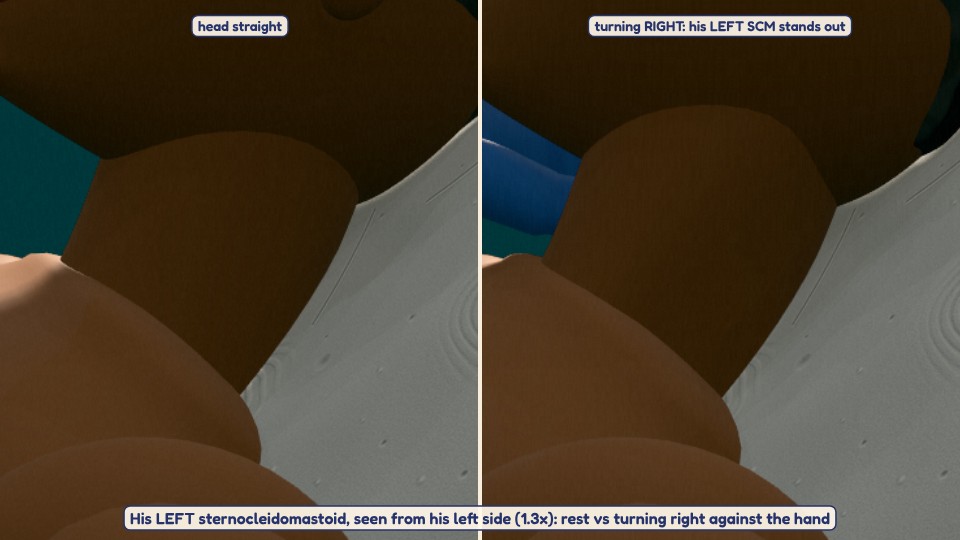 head straight
turning RIGHT: his LEFT SCM stands out
His LEFT sternocleidomastoid, seen from his left side (1.3x): rest vs turning right against the hand